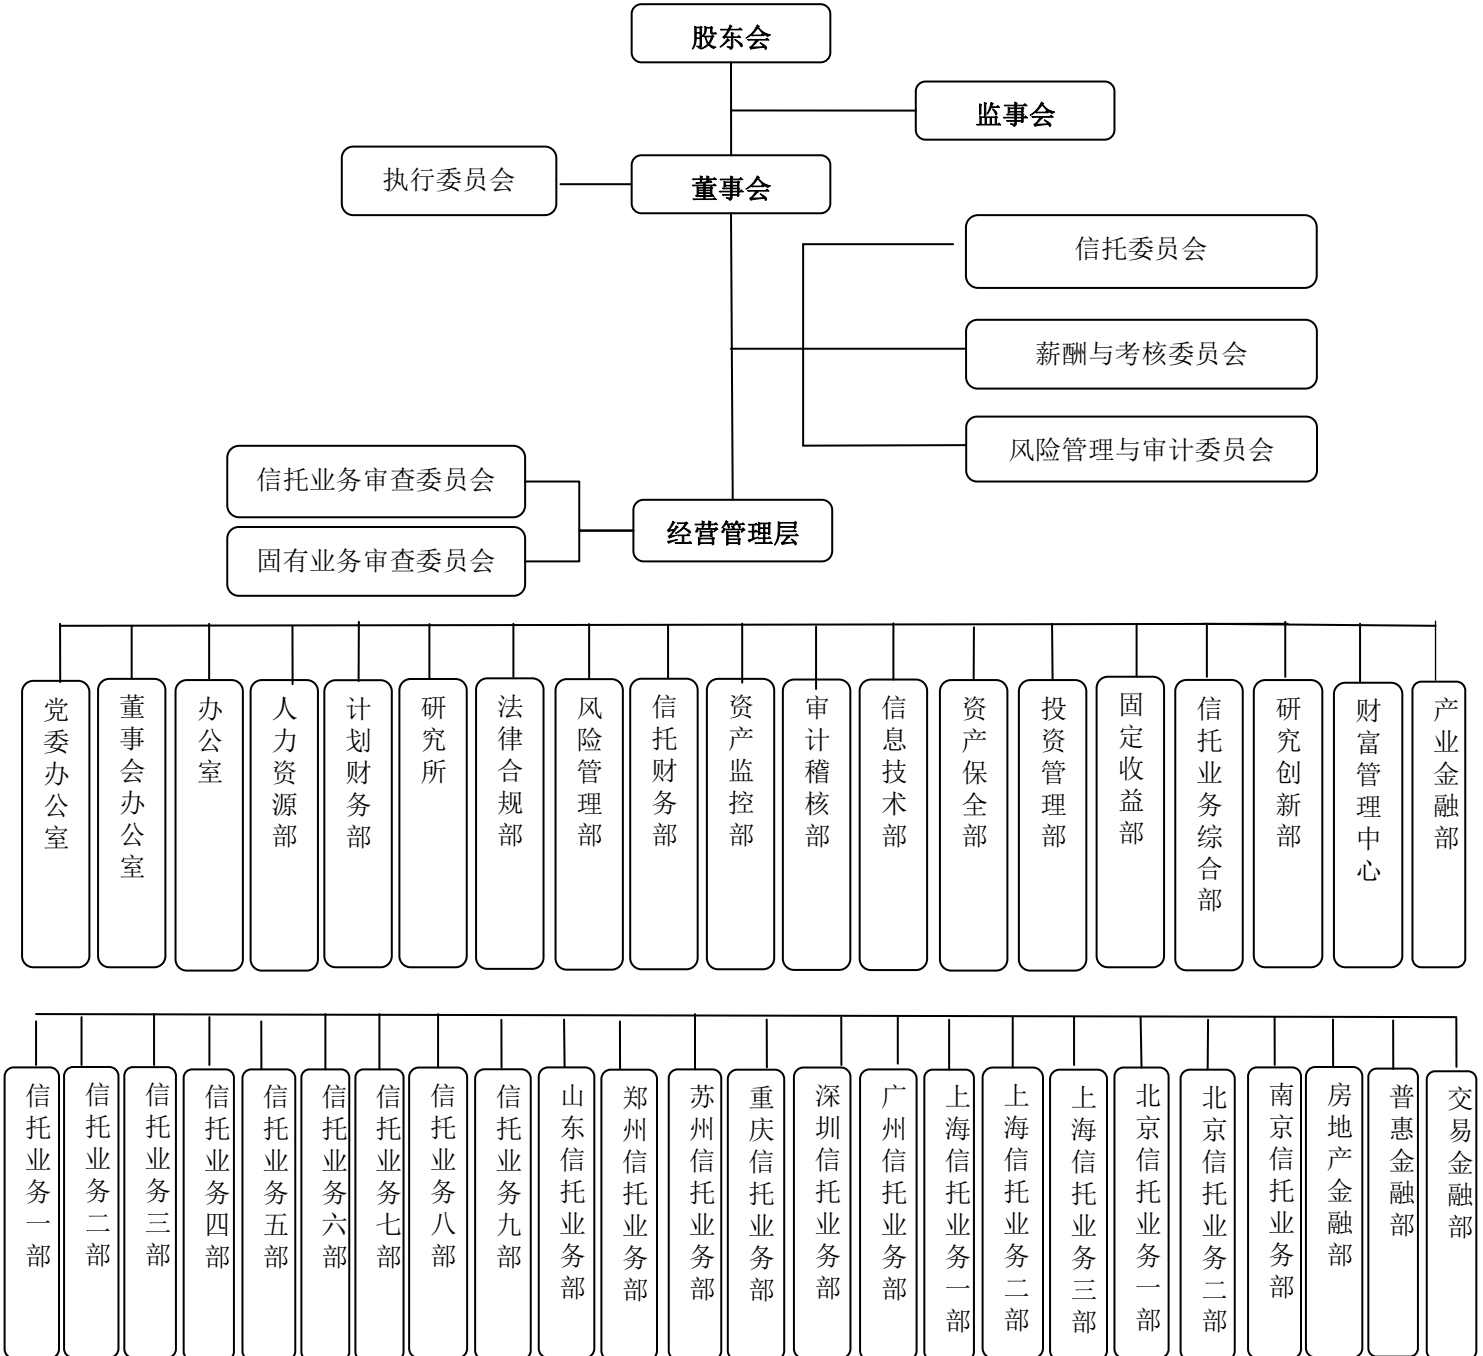 股东会
监事会
执行委员会
董事会
信托委员会
薪酬与考核委员会
风险管理与审计委员会
信托业务审查委员会
经营管理层
固有业务审查委员会
党委办公室
董事会办公室
办公室
人力资源部
计划财务部
研究所
法律合规部
风险管理部
信托财务部
资产监控部
审计稽核部
信息技术部
资产保全部
投资管理部
固定收益部
信托业务综合部
研究创新部
财富管理中心
产业金融部
信托业务一部
信托业务二部
信托业务三部
信托业务四部
信托业务五部
信托业务六部
信托业务七部
信托业务八部
信托业务九部
山东信托业务部
郑州信托业务部
苏州信托业务部
重庆信托业务部
深圳信托业务部
广州信托业务部
上海信托业务一部
上海信托业务二部
上海信托业务三部
北京信托业务一部
北京信托业务二部
南京信托业务部
房地产金融部
普惠金融部
交易金融部